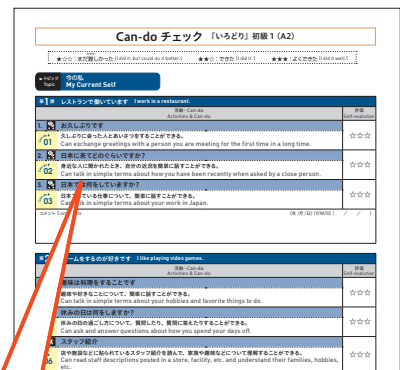 Can-do チェック 『いろどり』初級1(A2)
★☆☆:まだ難しかった [I did it, but could do it better.] ★★☆:できた [I did it.] ★★★:よくできた [I did it well.]
トピック 今の私
Topic My Current Self
第1課 レストランで働いています I work in a restaurant.
活動・Can-do 評価
Activities & Can-do Self-evaluation
1. お久しぶりです
01 久しぶりに会った人とあいさつをすることができる。 ☆☆☆
Can exchange greetings with a person you are meeting for the first time in a long time.
2. 日本に来てどのぐらいですか?
02 身近な人に聞かれたとき、自分の近況を簡単に話すことができる。 ☆☆☆
Can talk in simple terms about how you have been recently when asked by a close person.
3. 日本では何をしていますか?
03 日本でしている仕事について、簡単に話すことができる。 ☆☆☆
Can talk in simple terms about your work in Japan.
コメント (年/月/日) [Y/M/D] ( / / )
ームをするのが好きです I like playing video games.
活動・Can-do 評価
Activities & Can-do Self-evaluation
趣味は料理をすることです
趣味や好きなことについて、簡単に話すことができる。 ☆☆☆
Can talk in simple terms about your hobbies and favorite things to do.
休みの日は何をしますか?
休みの日の過ごし方について、質問したり、質問に答えたりすることができる。 ☆☆☆
Can ask and answer questions about how you spend your days off.
スタッフ紹介
06 店や施設などに貼られているスタッフ紹介を読んで、家族や趣味などについて理解することができる。 ☆☆☆
Can read staff descriptions posted in a store, facility, etc. and understand their families, hobbies,
etc.